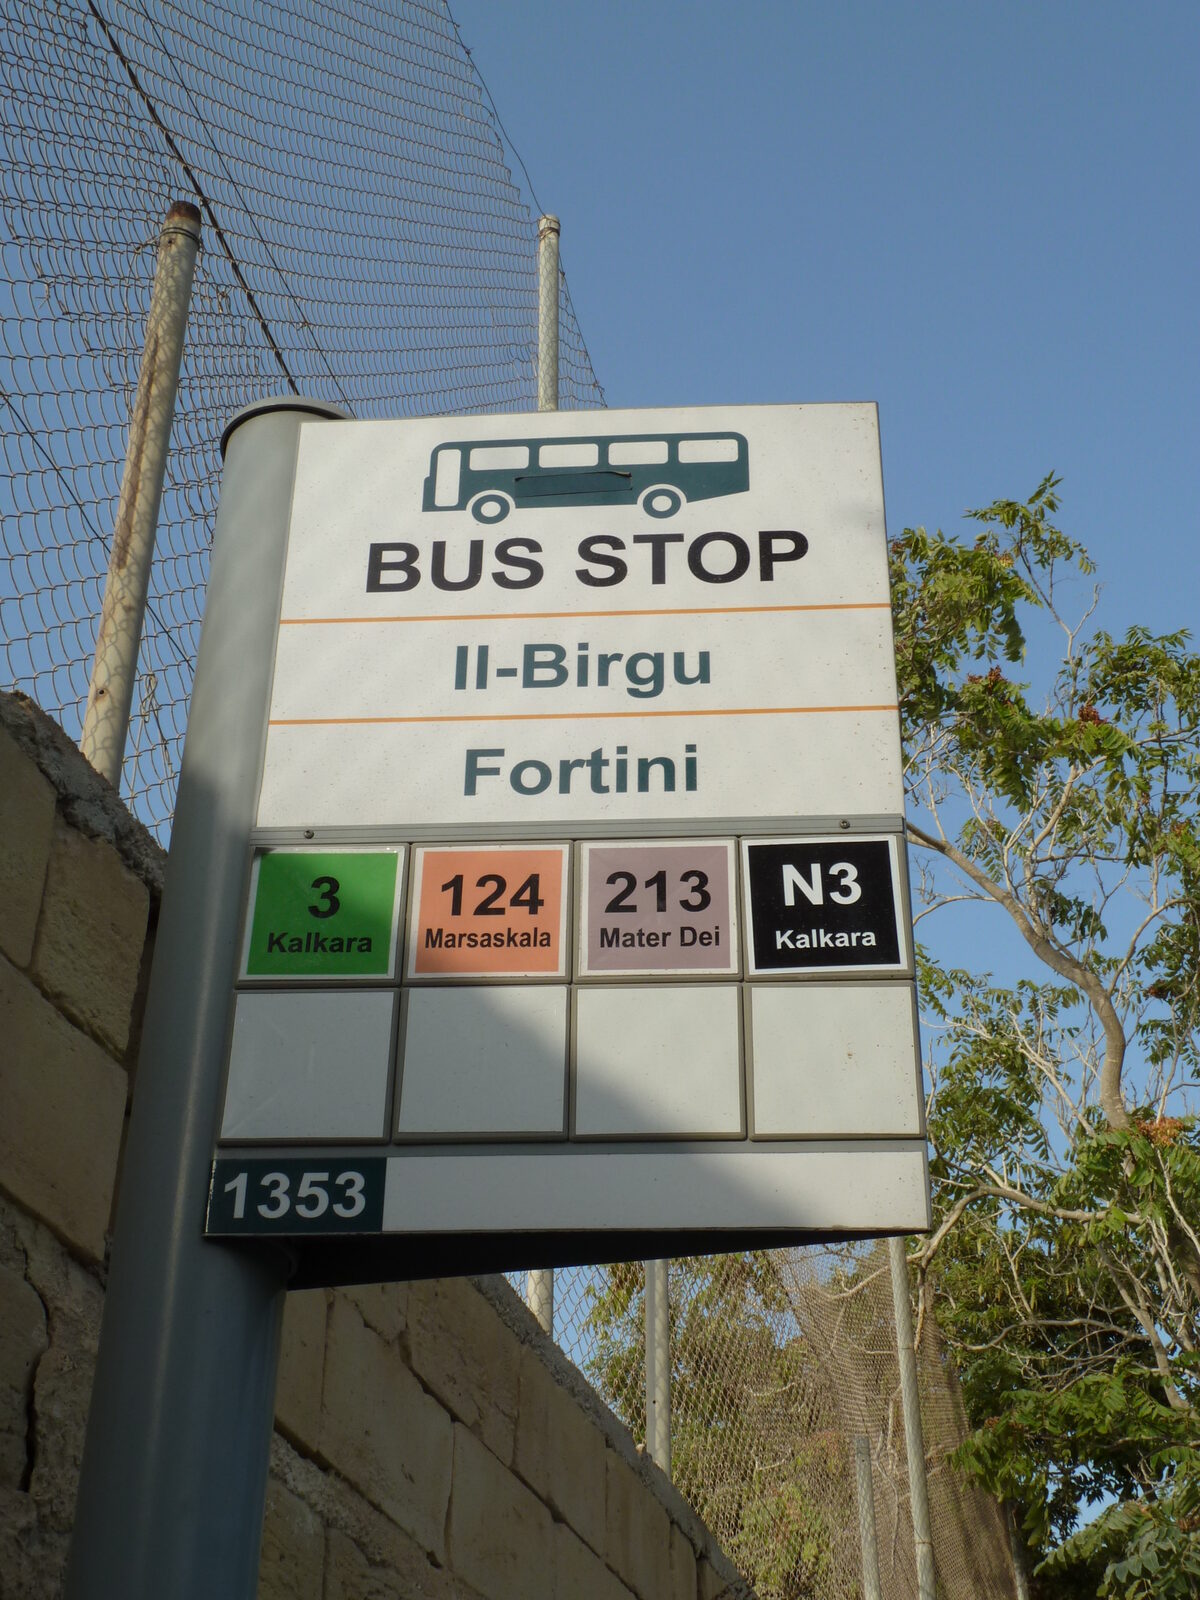 BUS STOP
Il-Birgu
Fortini
3
Kalkara
124
Marsaskala
213
Mater Dei
N3
Kalkara
1353